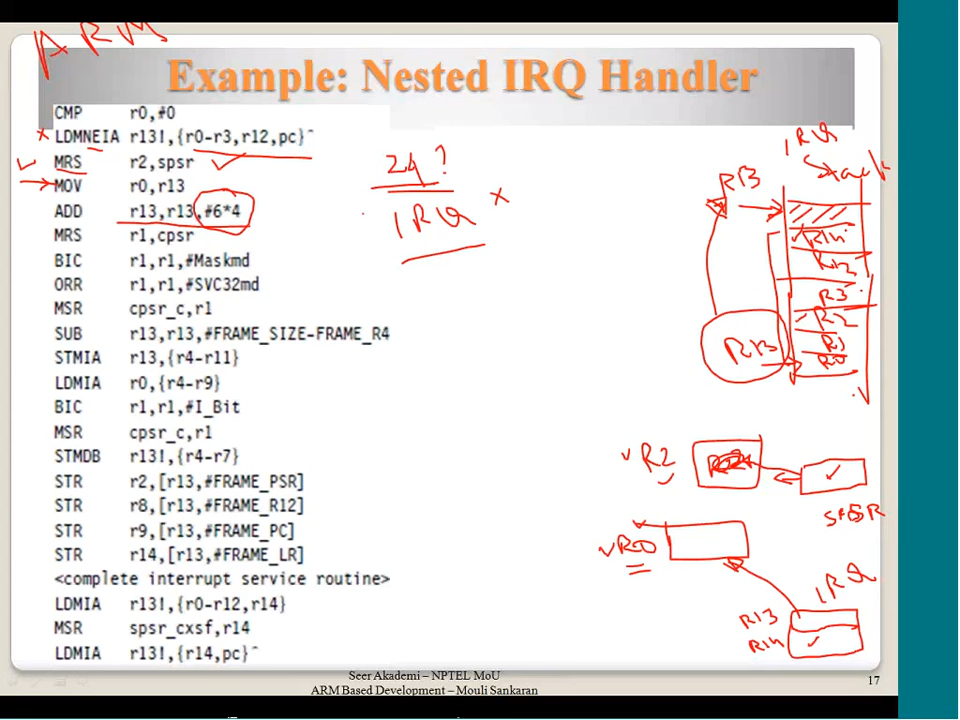 ARM
Example: Nested IRQ Handler
CMP r0,#0
LDMNEIA r13!,{r0-r3,r12,pc}^
MRS r2,spsr
MOV r0,r13
ADD r13,r13,#6*4
MRS r1,cpsr
BIC r1,r1,#Maskmd
ORR r1,r1,#SVC32md
MSR cpsr_c,r1
SUB r13,r13,#FRAME_SIZE-FRAME_R4
STMIA r13,{r4-r11}
LDMIA r0,{r4-r9}
BIC r1,r1,#I_Bit
MSR cpsr_c,r1
STMDB r13!,{r4-r7}
STR r2,[r13,#FRAME_PSR]
STR r8,[r13,#FRAME_R12]
STR r9,[r13,#FRAME_PC]
STR r14,[r13,#FRAME_LR]
<complete interrupt service routine>
LDMIA r13!,{r0-r12,r14}
MSR spsr_cxsf,r14
LDMIA r13!,{r14,pc}^
24?
IRQ
IRQ
stack
R13
R14
R12
R3
R2
R1
R0
R13
R2
SPSR
R0
IRQ
R13
R14
Seer Akademi – NPTEL MoU
ARM Based Development – Mouli Sankaran
17